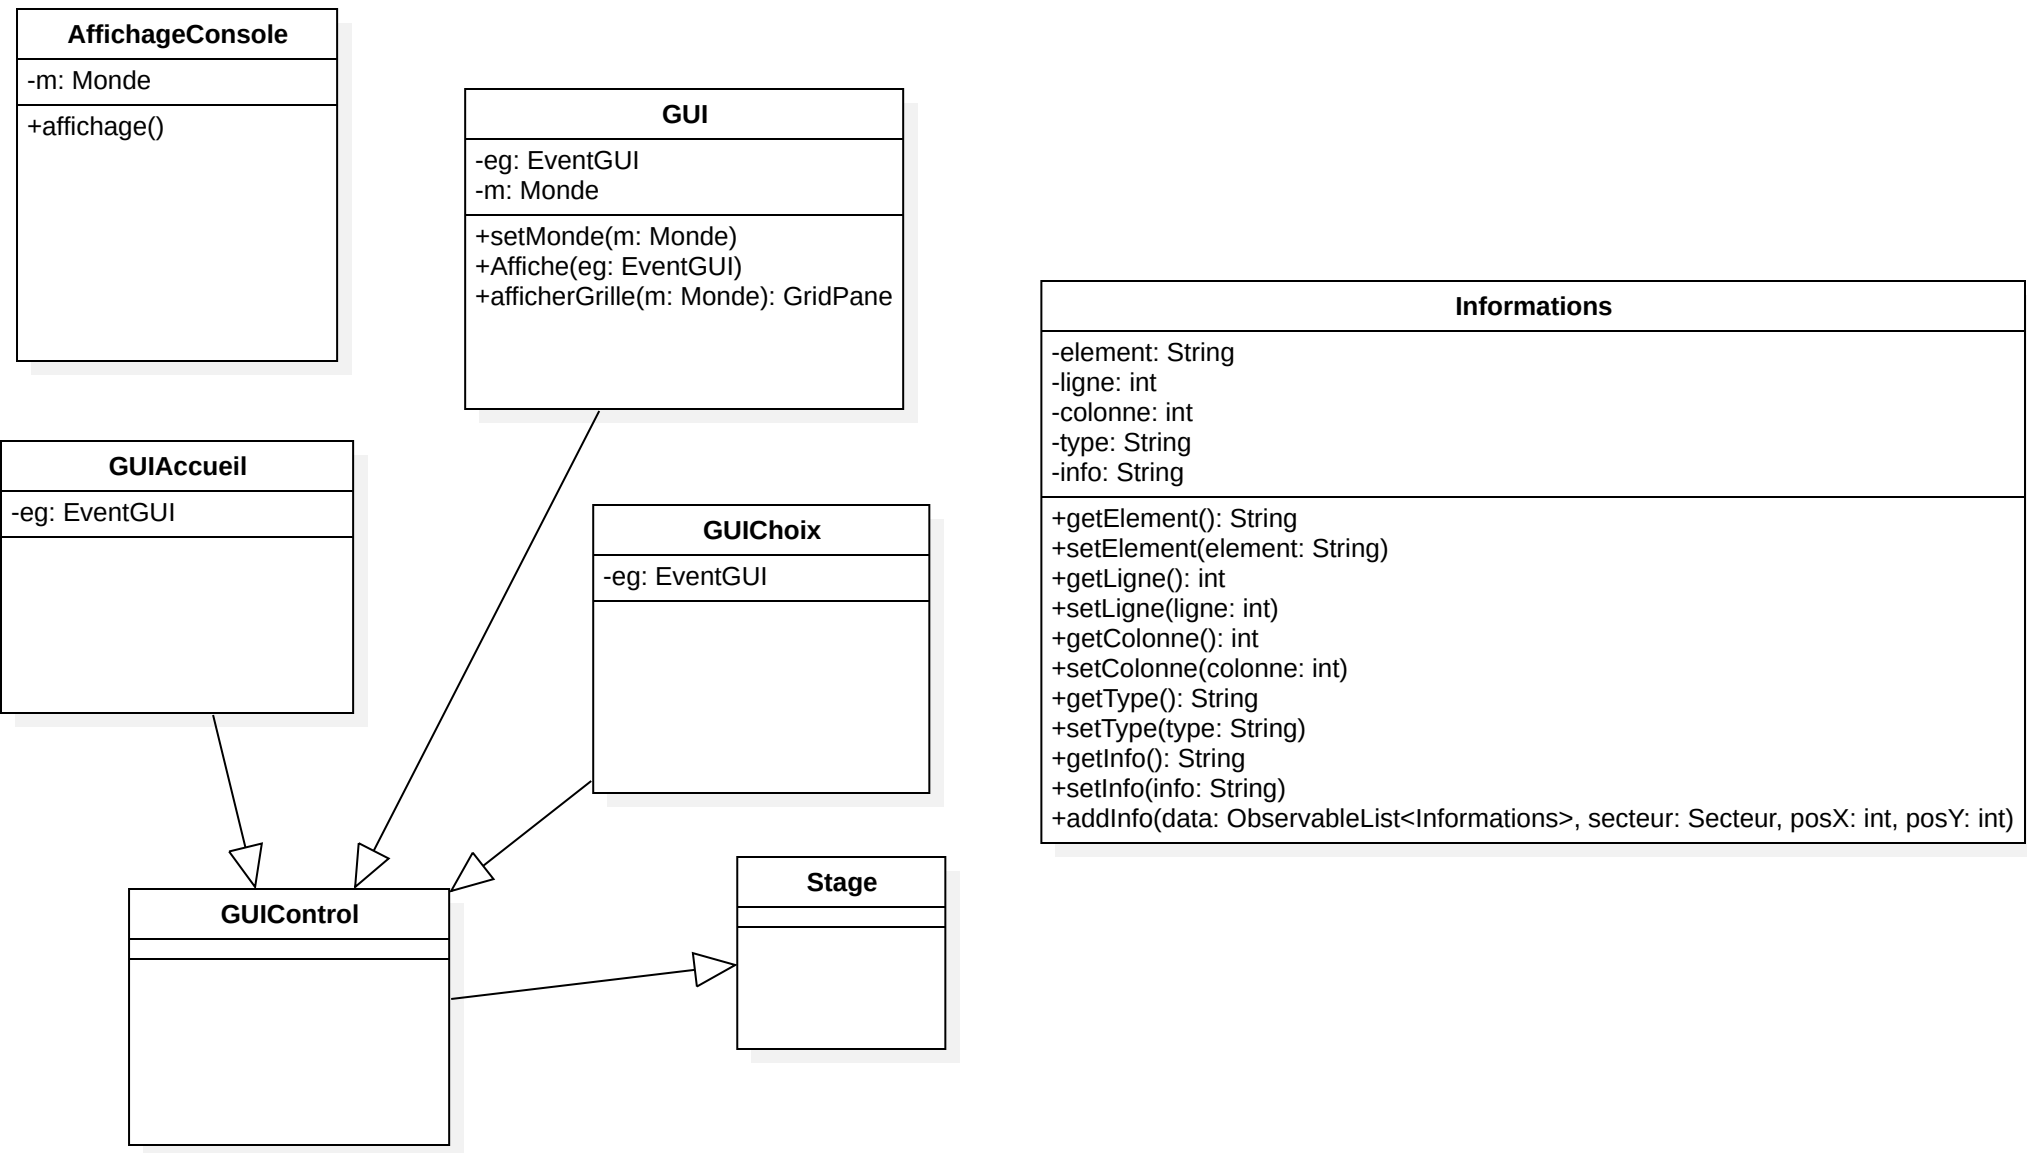 AffichageConsole
-m: Monde
+affichage()
GUI
-eg: EventGUI
-m: Monde
+setMonde(m: Monde)
+Affiche(eg: EventGUI)
+afficherGrille(m: Monde): GridPane
Informations
-element: String
-ligne: int
-colonne: int
-type: String
-info: String
+getElement(): String
+setElement(element: String)
+getLigne(): int
+setLigne(ligne: int)
+getColonne(): int
+setColonne(colonne: int)
+getType(): String
+setType(type: String)
+getInfo(): String
+setInfo(info: String)
+addInfo(data: ObservableList<Informations>, secteur: Secteur, posX: int, posY: int)
GUIAccueil
-eg: EventGUI
GUIChoix
-eg: EventGUI
GUIControl
Stage